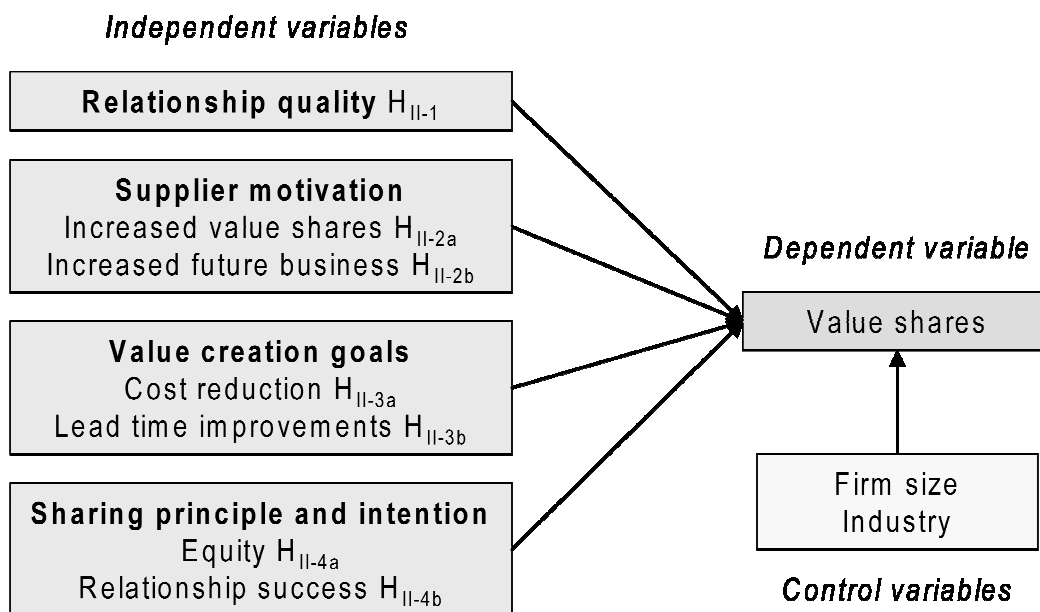 Independent variables
Relationship quality H_II-1
Supplier motivation
Increased value shares H_II-2a
Increased future business H_II-2b
Value creation goals
Cost reduction H_II-3a
Lead time improvements H_II-3b
Sharing principle and intention
Equity H_II-4a
Relationship success H_II-4b
Dependent variable
Value shares
Firm size
Industry
Control variables